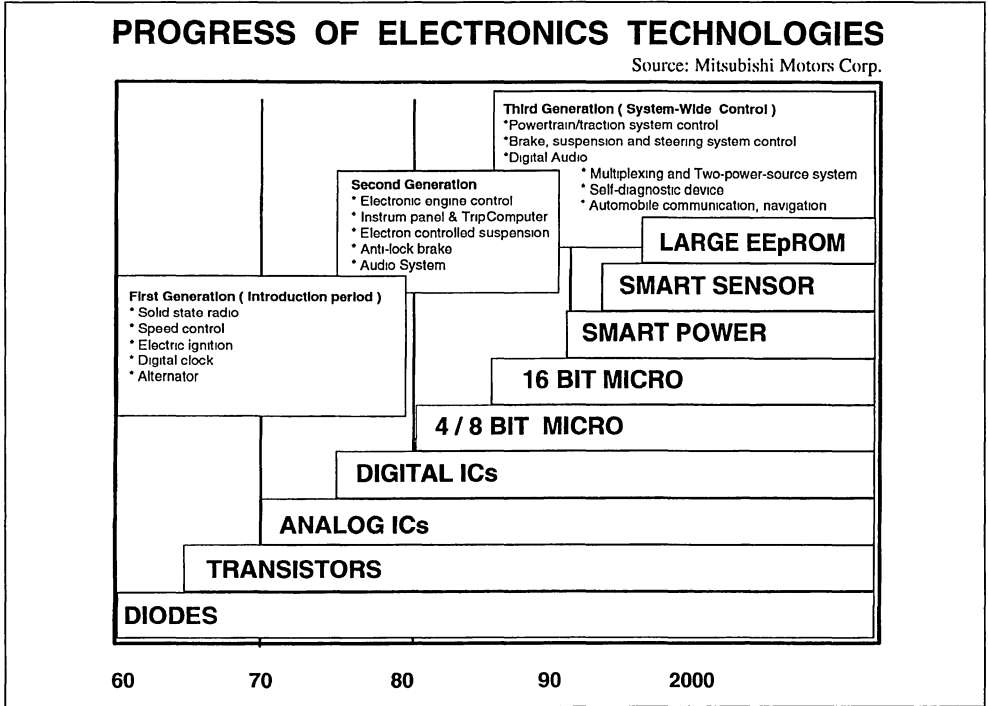 PROGRESS OF ELECTRONICS TECHNOLOGIES
Source: Mitsubishi Motors Corp.
Third Generation ( System-Wide Control )
*Powertrain/traction system control
*Brake, suspension and steering system control
*Digital Audio
* Multiplexing and Two-power-source system
* Self-diagnostic device
* Automobile communication, navigation
Second Generation
* Electronic engine control
* Instrum panel & TripComputer
* Electron controlled suspension
* Anti-lock brake
* Audio System
First Generation ( Introduction period )
* Solid state radio
* Speed control
* Electric ignition
* Digital clock
* Alternator
LARGE EEpROM
SMART SENSOR
SMART POWER
16 BIT MICRO
4 / 8 BIT MICRO
DIGITAL ICs
ANALOG ICs
TRANSISTORS
DIODES
60 70 80 90 2000